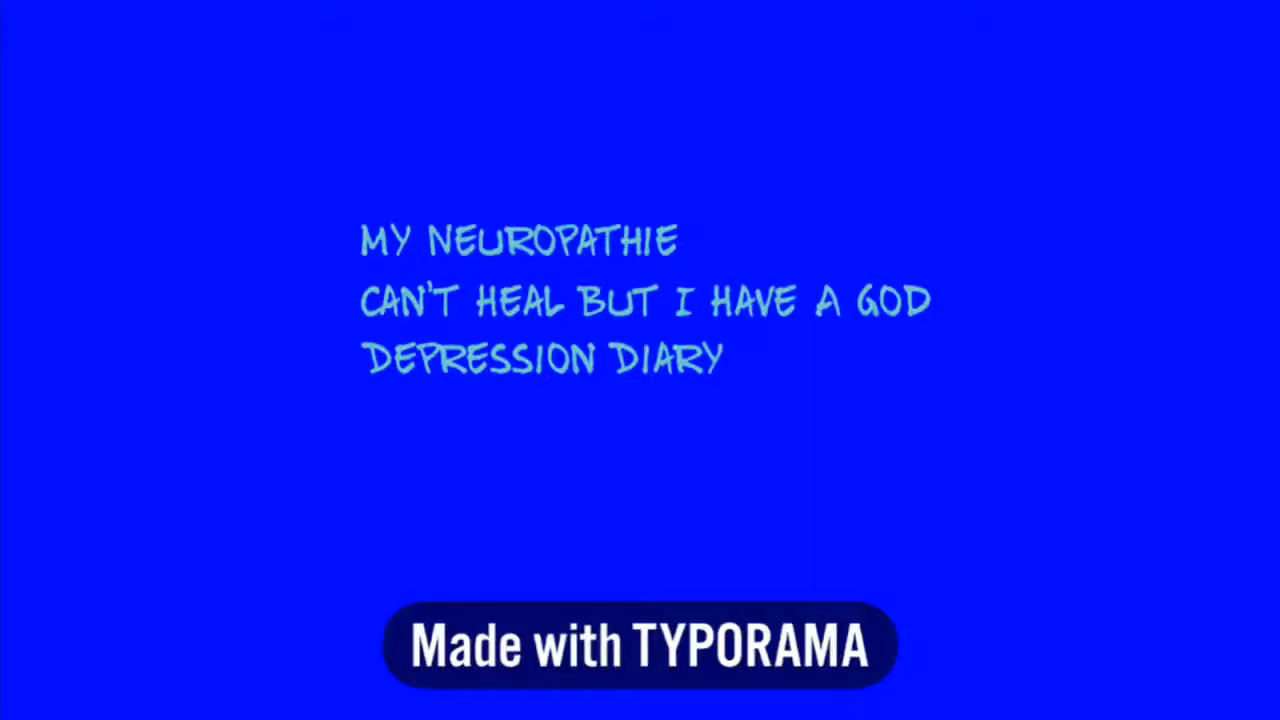 MY NEUROPATHIE
CAN'T HEAL BUT I HAVE A GOD
DEPRESSION DIARY
Made with TYPORAMA